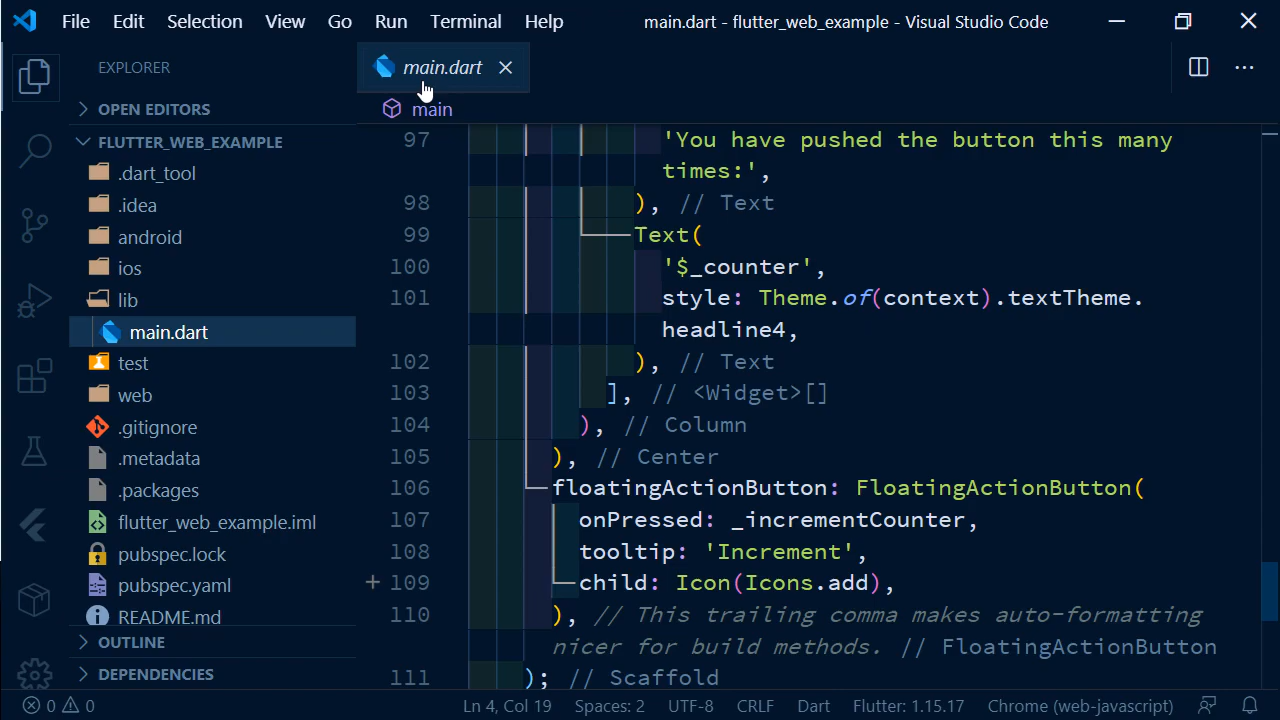 File Edit Selection View Go Run Terminal Help main.dart - flutter_web_example - Visual Studio Code
EXPLORER
OPEN EDITORS
FLUTTER_WEB_EXAMPLE
.dart_tool
.idea
android
ios
lib
main.dart
test
web
.gitignore
.metadata
.packages
flutter_web_example.iml
pubspec.lock
pubspec.yaml
README.md
OUTLINE
DEPENDENCIES
main.dart
main
97 'You have pushed the button this many
times:',
98 ), // Text
99 Text(
100 '$_counter',
101 style: Theme.of(context).textTheme.
headline4,
102 ), // Text
103 ], // <Widget>[]
104 ), // Column
105 ), // Center
106 floatingActionButton: FloatingActionButton(
107 onPressed: _incrementCounter,
108 tooltip: 'Increment',
109 child: Icon(Icons.add),
110 ), // This trailing comma makes auto-formatting
nicer for build methods. // FloatingActionButton
111 ); // Scaffold
0 0 Ln 4, Col 19 Spaces: 2 UTF-8 CRLF Dart Flutter: 1.15.17 Chrome (web-javascript)